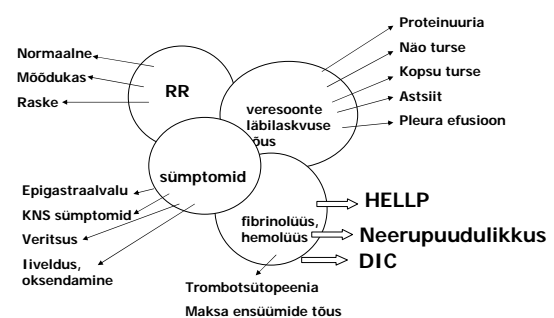 Proteinuuria
Näo turse
Kopsu turse
Astsiit
Pleura efusioon
Normaalne
Mõõdukas
Raske
RR
veresoonte
läbilaskvuse
õus
sümptomid
Epigastraalvalu
KNS sümptomid
Veritsus
Iiveldus,
oksendamine
fibrinolüüs,
hemolüüs
HELLP
Neerupuudulikkus
DIC
Trombotsütopeenia
Maksa ensüümide tõus